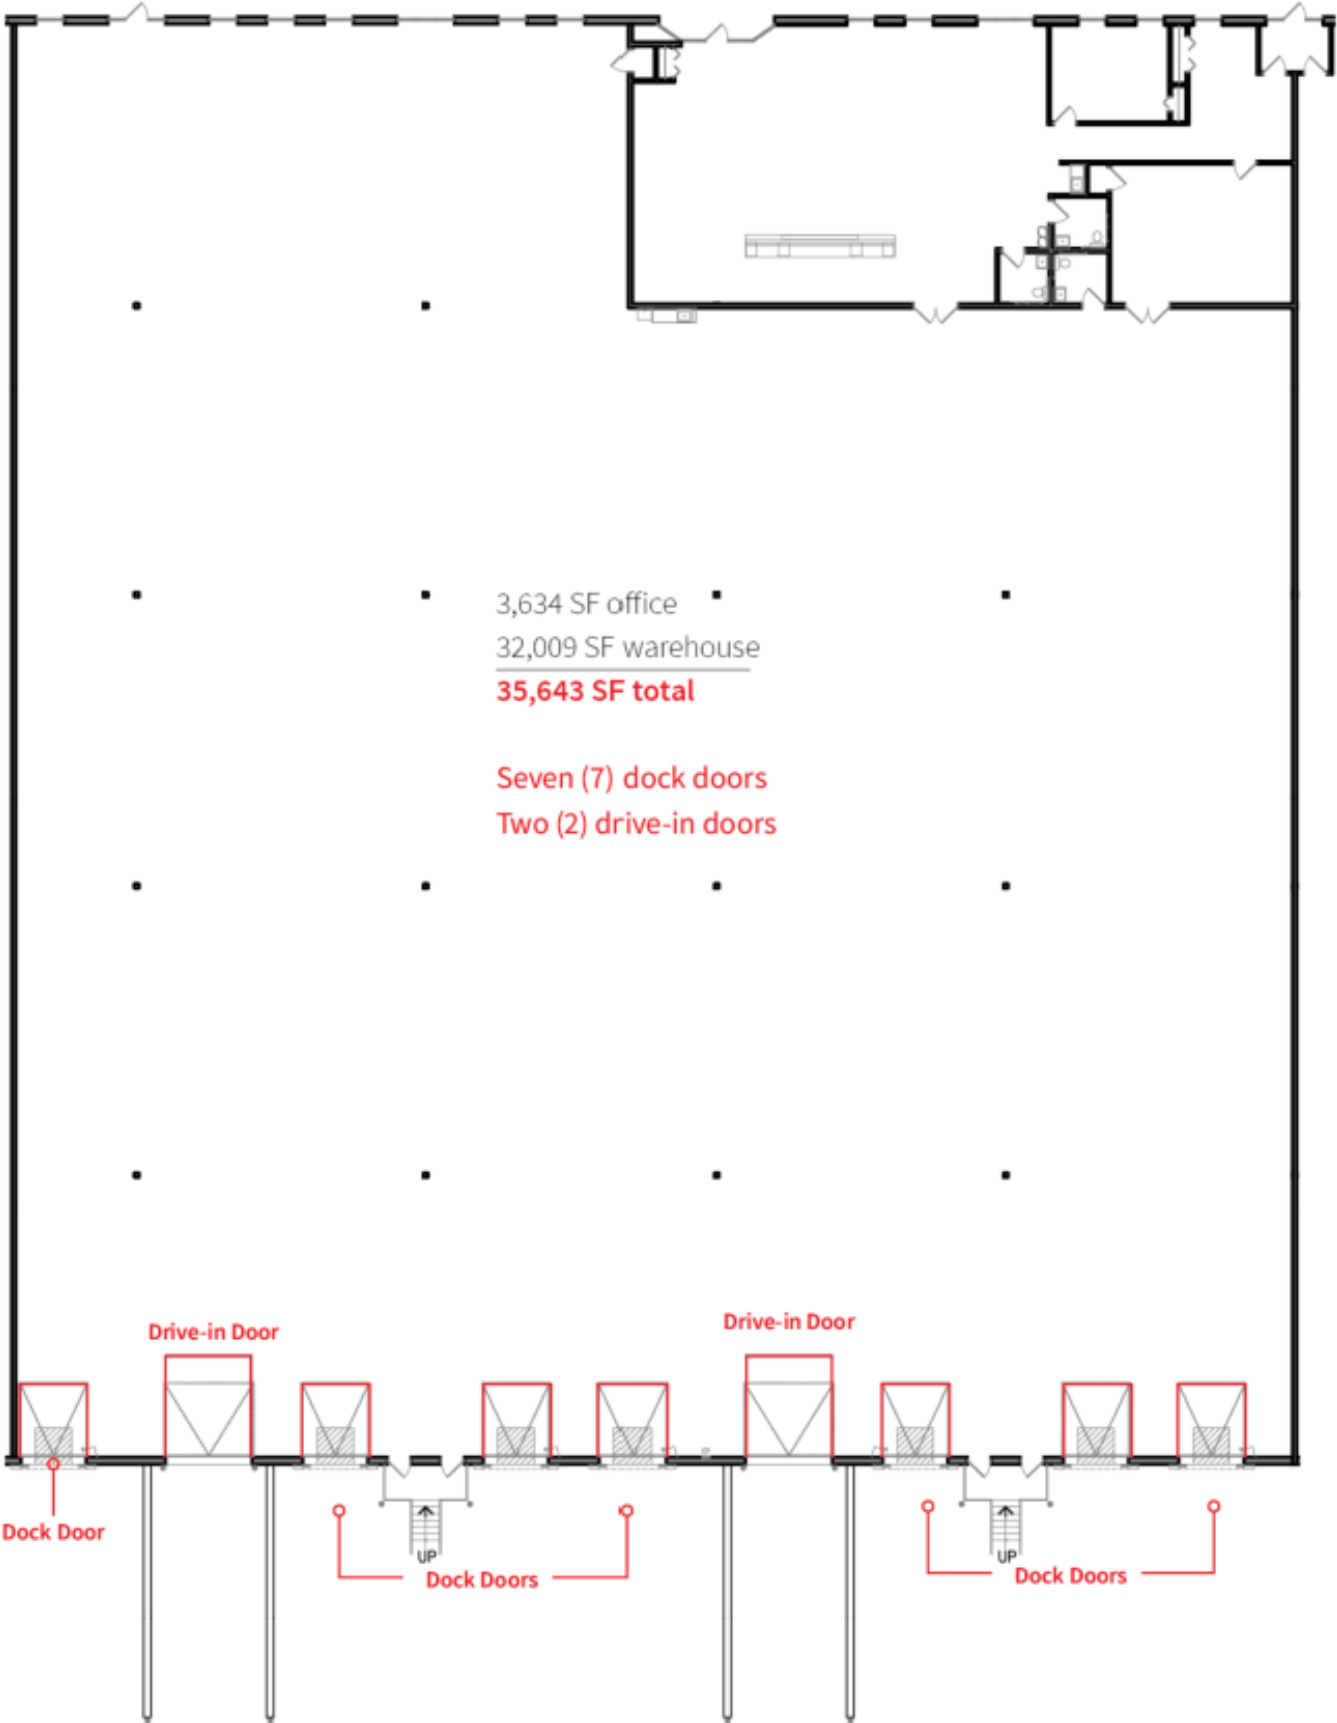 3,634 SF office
32,009 SF warehouse
35,643 SF total
Seven (7) dock doors
Two (2) drive-in doors
Drive-in Door
Drive-in Door
Dock Door
UP
Dock Doors
UP
Dock Doors